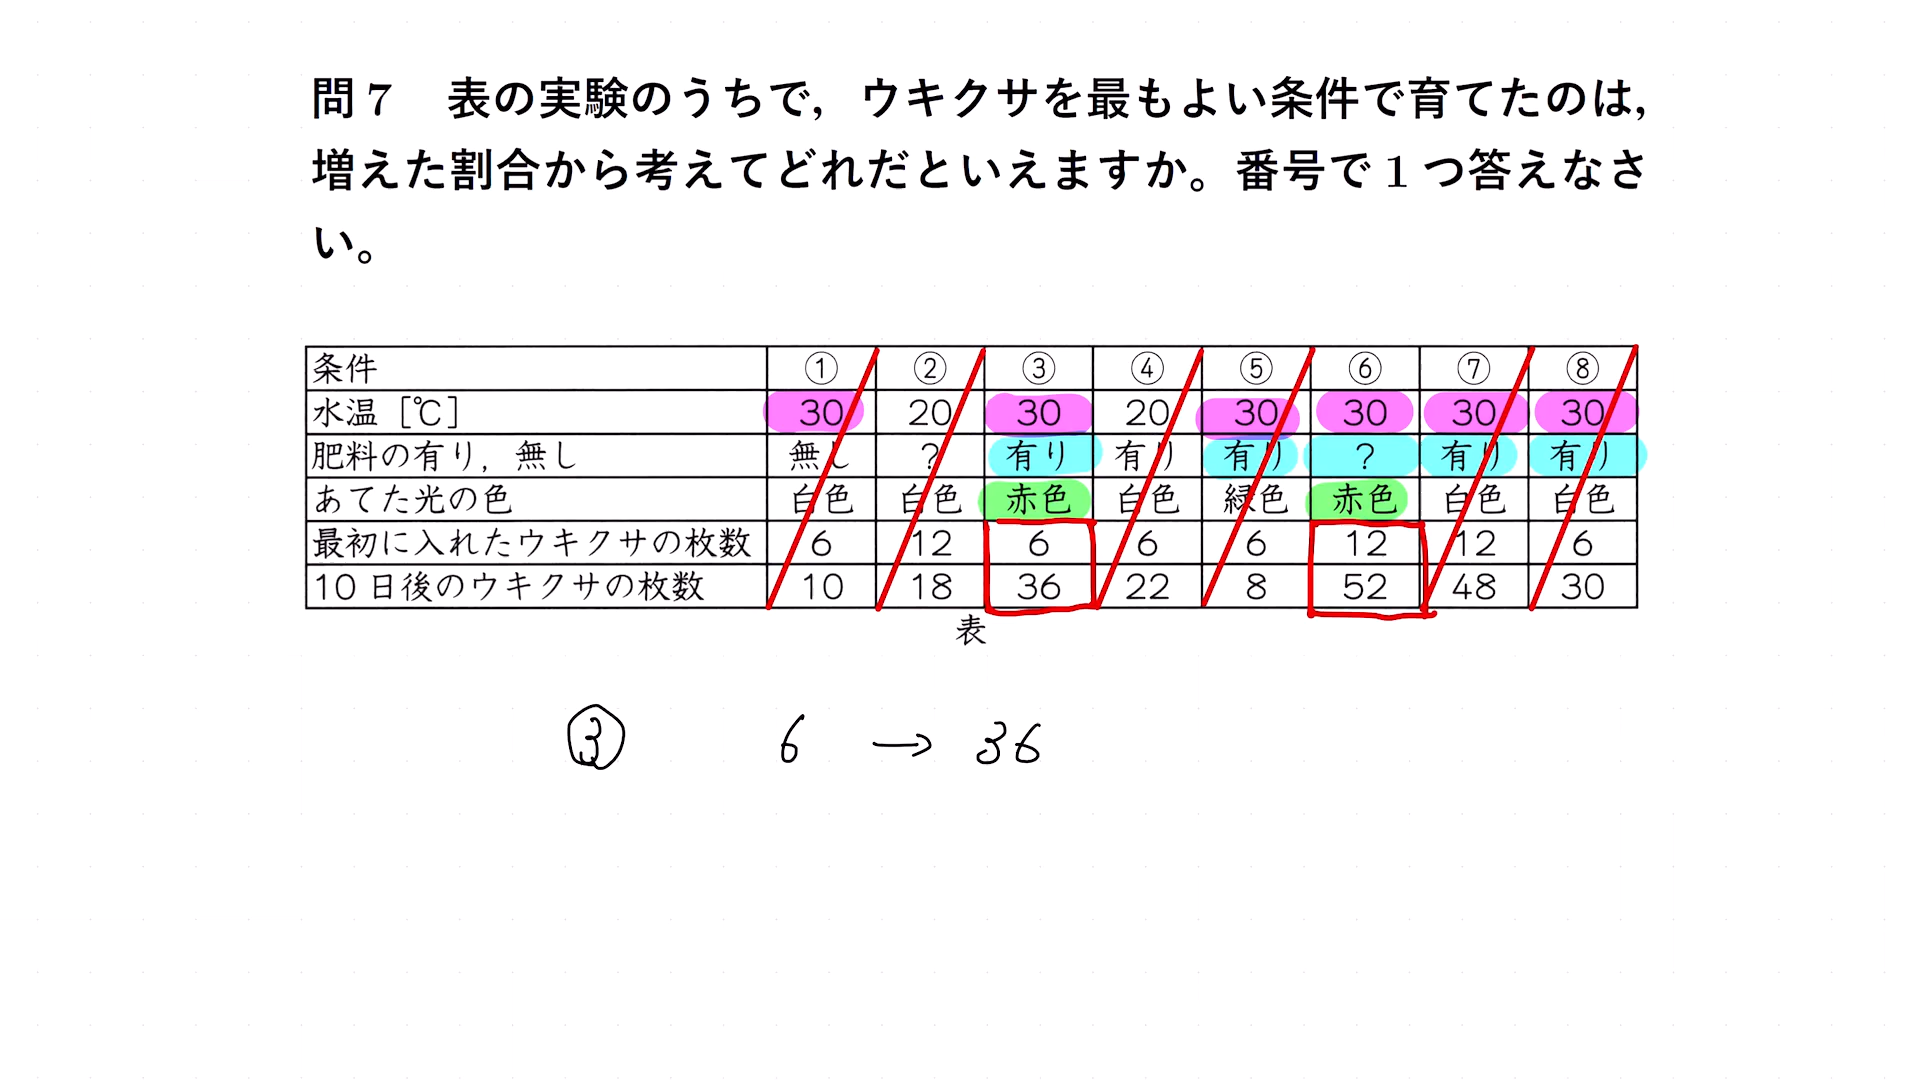 問7 表の実験のうちで，ウキクサを最もよい条件で育てたのは，
増えた割合から考えてどれだといえますか。番号で1つ答えなさ
い。
条件 ① ② ③ ④ ⑤ ⑥ ⑦ ⑧
水温［℃］ 30 20 30 20 30 30 30 30
肥料の有り，無し 無し ? 有り 有り 有り ? 有り 有り
あてた光の色 白色 白色 赤色 白色 緑色 赤色 白色 白色
最初に入れたウキクサの枚数 6 12 6 6 6 12 12 6
10日後のウキクサの枚数 10 18 36 22 8 52 48 30
表
③ 6 → 36